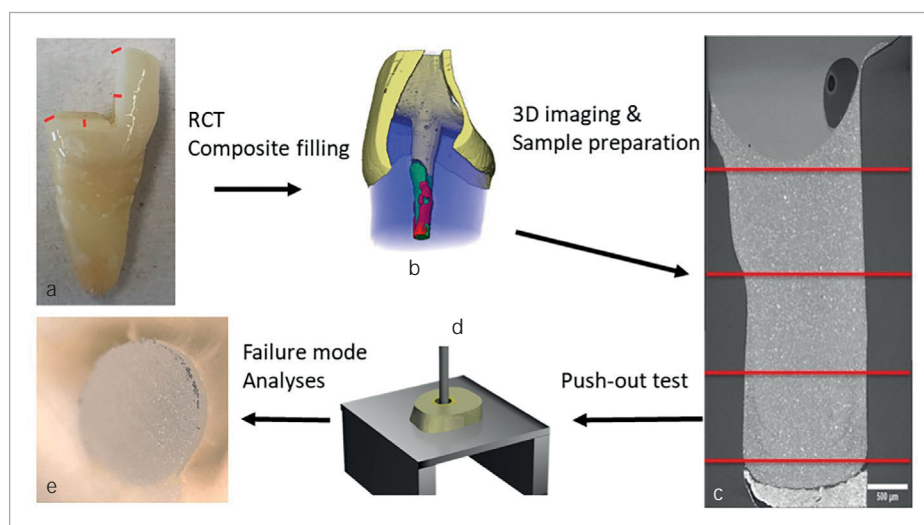 a
RCT
Composite filling
b
3D imaging &
Sample preparation
c
500 μm
Push-out test
d
Failure mode
Analyses
e